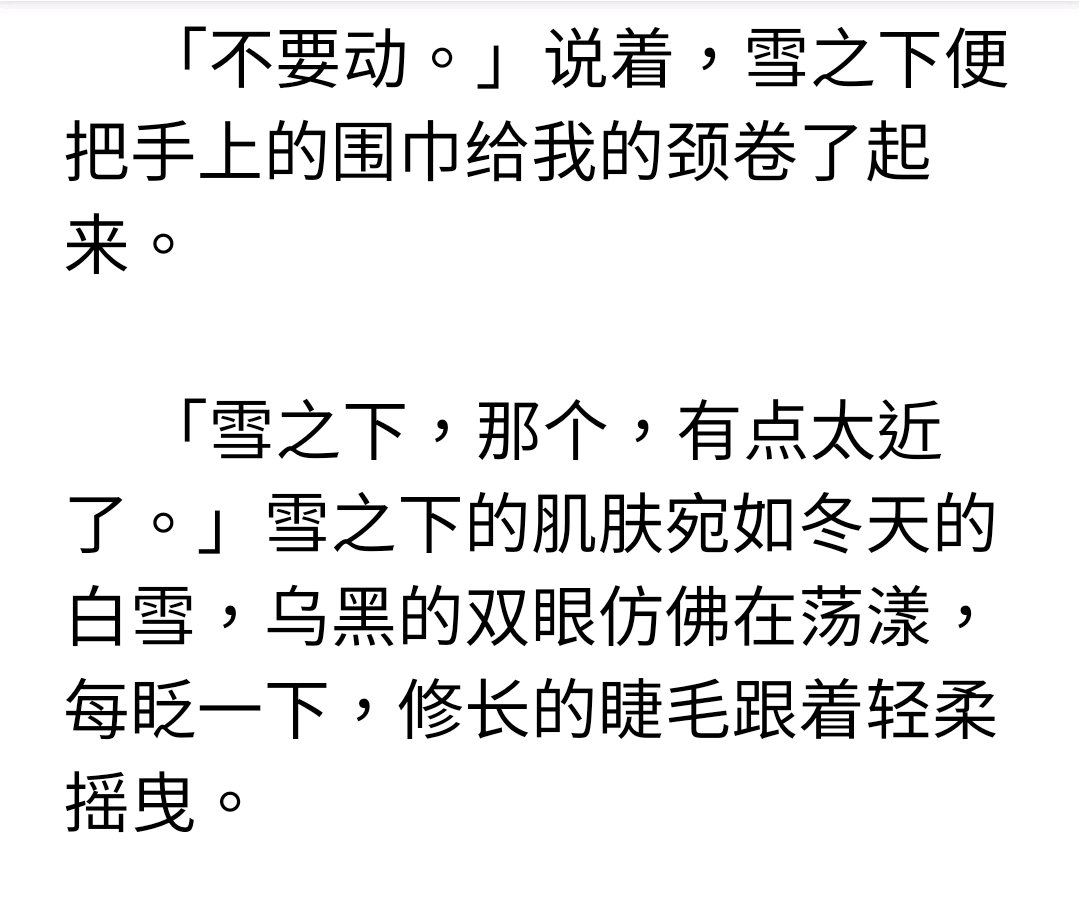 「不要动。」说着，雪之下便
把手上的围巾给我的颈卷了起
来。
「雪之下，那个，有点太近
了。」雪之下的肌肤宛如冬天的
白雪，乌黑的双眼仿佛在荡漾，
每眨一下，修长的睫毛跟着轻柔
摇曳。